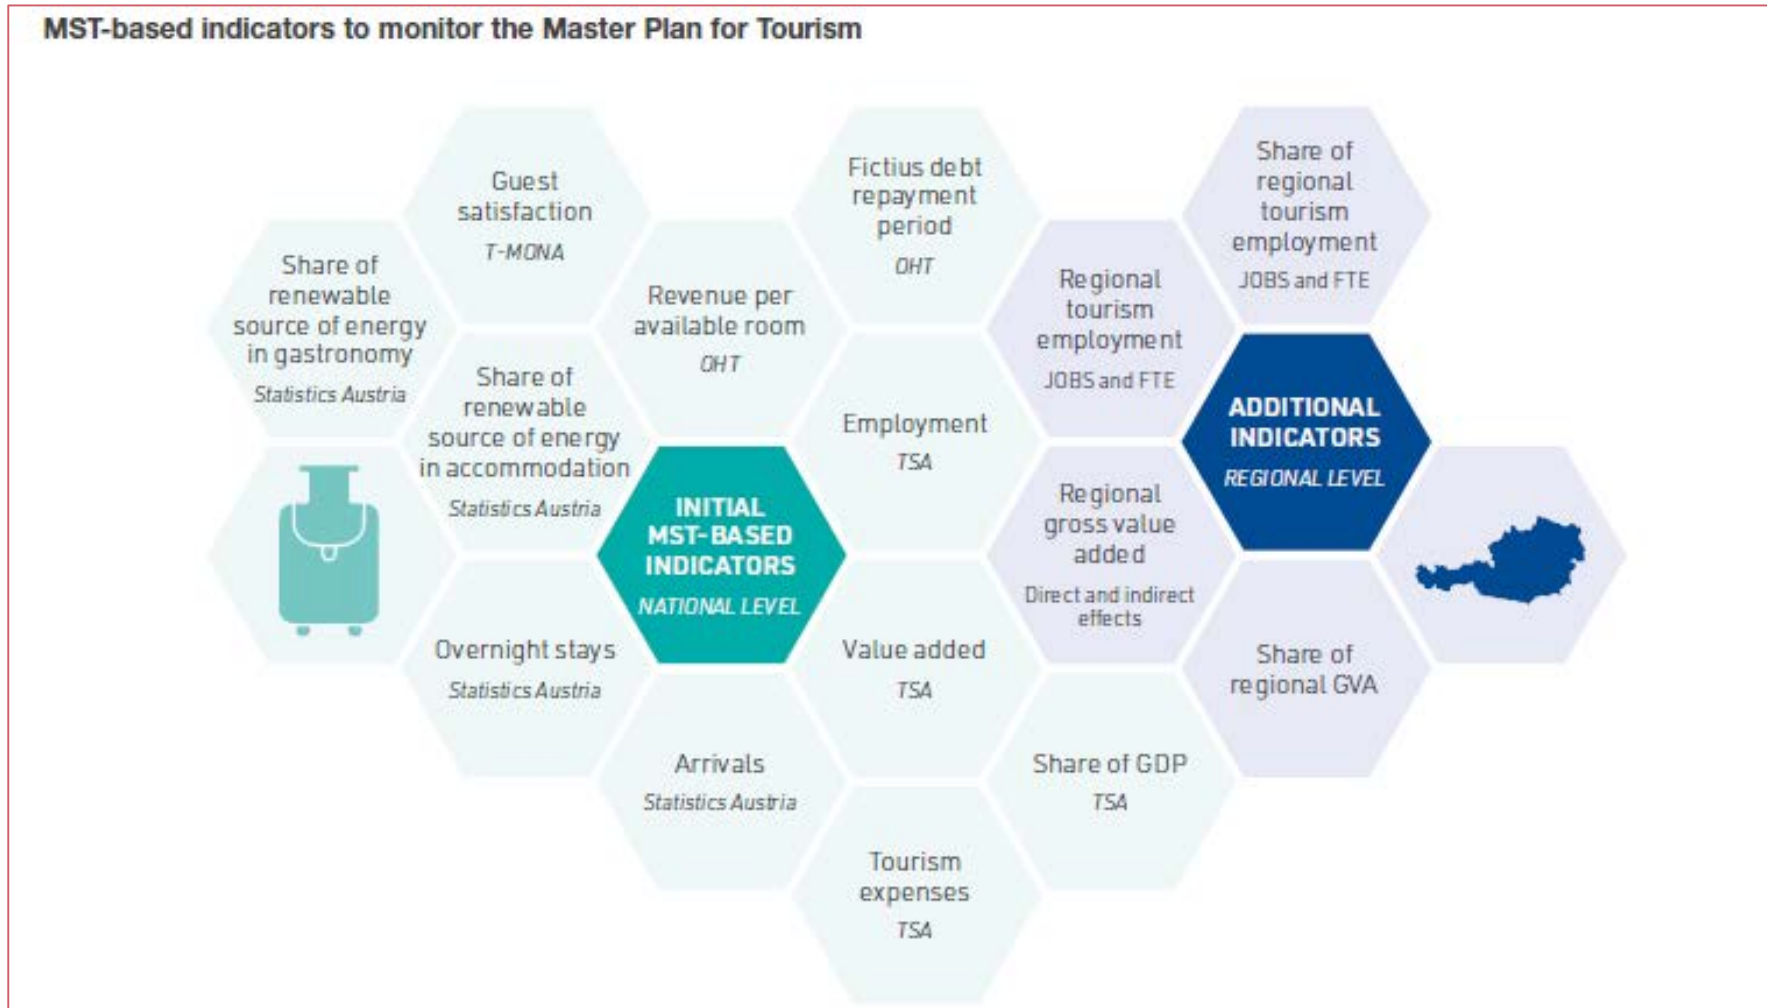 MST-based indicators to monitor the Master Plan for Tourism
Guest
satisfaction
T-MONA
Fictius debt
repayment
period
OHT
Share of
regional
tourism
employment
JOBS and FTE
Share of
renewable
source of energy
in gastronomy
Statistics Austria
Revenue per
available room
OHT
Regional
tourism
employment
JOBS and FTE
Share of
renewable
source of energy
in accommodation
Statistics Austria
Employment
TSA
ADDITIONAL
INDICATORS
REGIONAL LEVEL
INITIAL
MST-BASED
INDICATORS
NATIONAL LEVEL
Regional
gross value
added
Direct and indirect
effects
Overnight stays
Statistics Austria
Value added
TSA
Share of
regional GVA
Arrivals
Statistics Austria
Share of GDP
TSA
Tourism
expenses
TSA